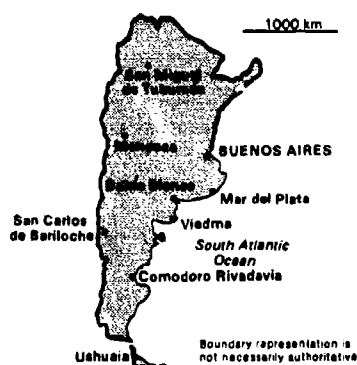 1000 km
San Miguel
de Tucumán
Mendoza
BUENOS AIRES
Bahía Blanca
Mar del Plata
San Carlos
de Bariloche
Viedma
South Atlantic
Ocean
Comodoro Rivadavia
Ushuaia
Boundary representation is
not necessarily authoritative